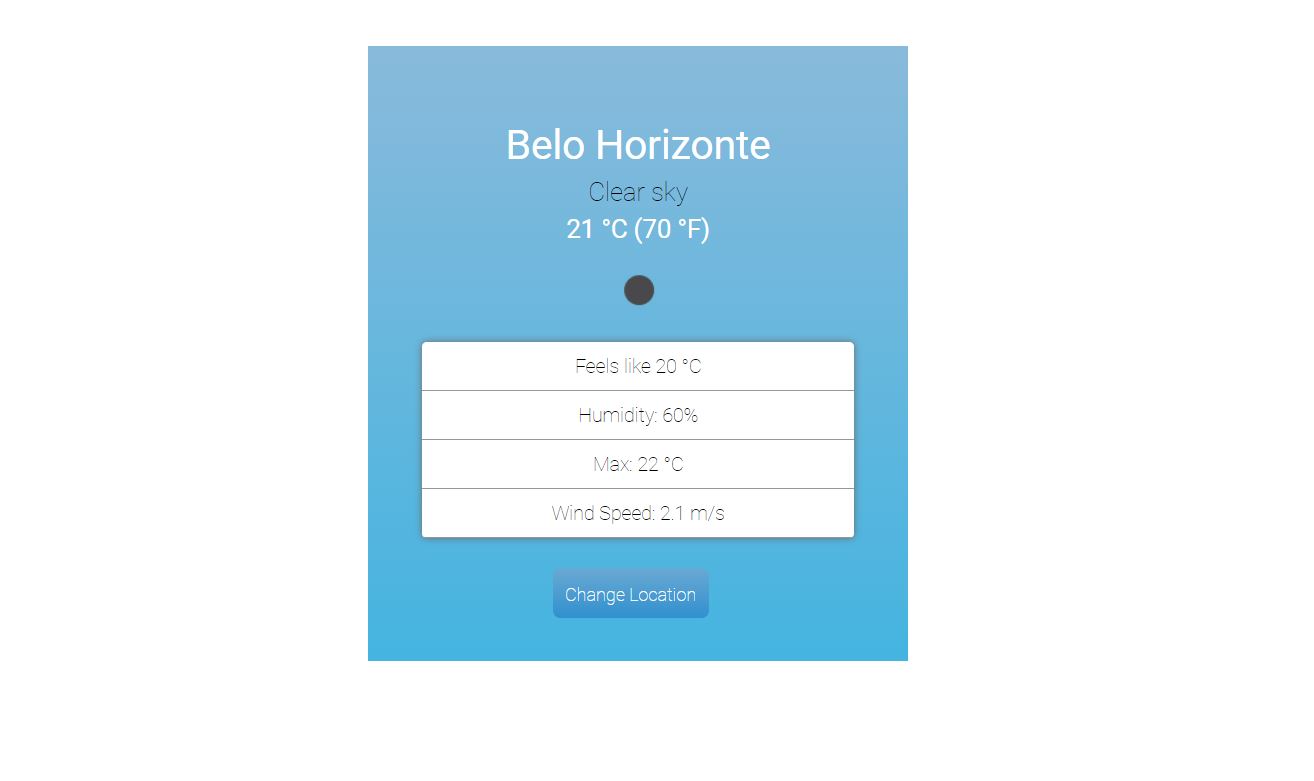 Belo Horizonte
Clear sky
21 °C (70 °F)
Feels like 20 °C
Humidity: 60%
Max: 22 °C
Wind Speed: 2.1 m/s
Change Location